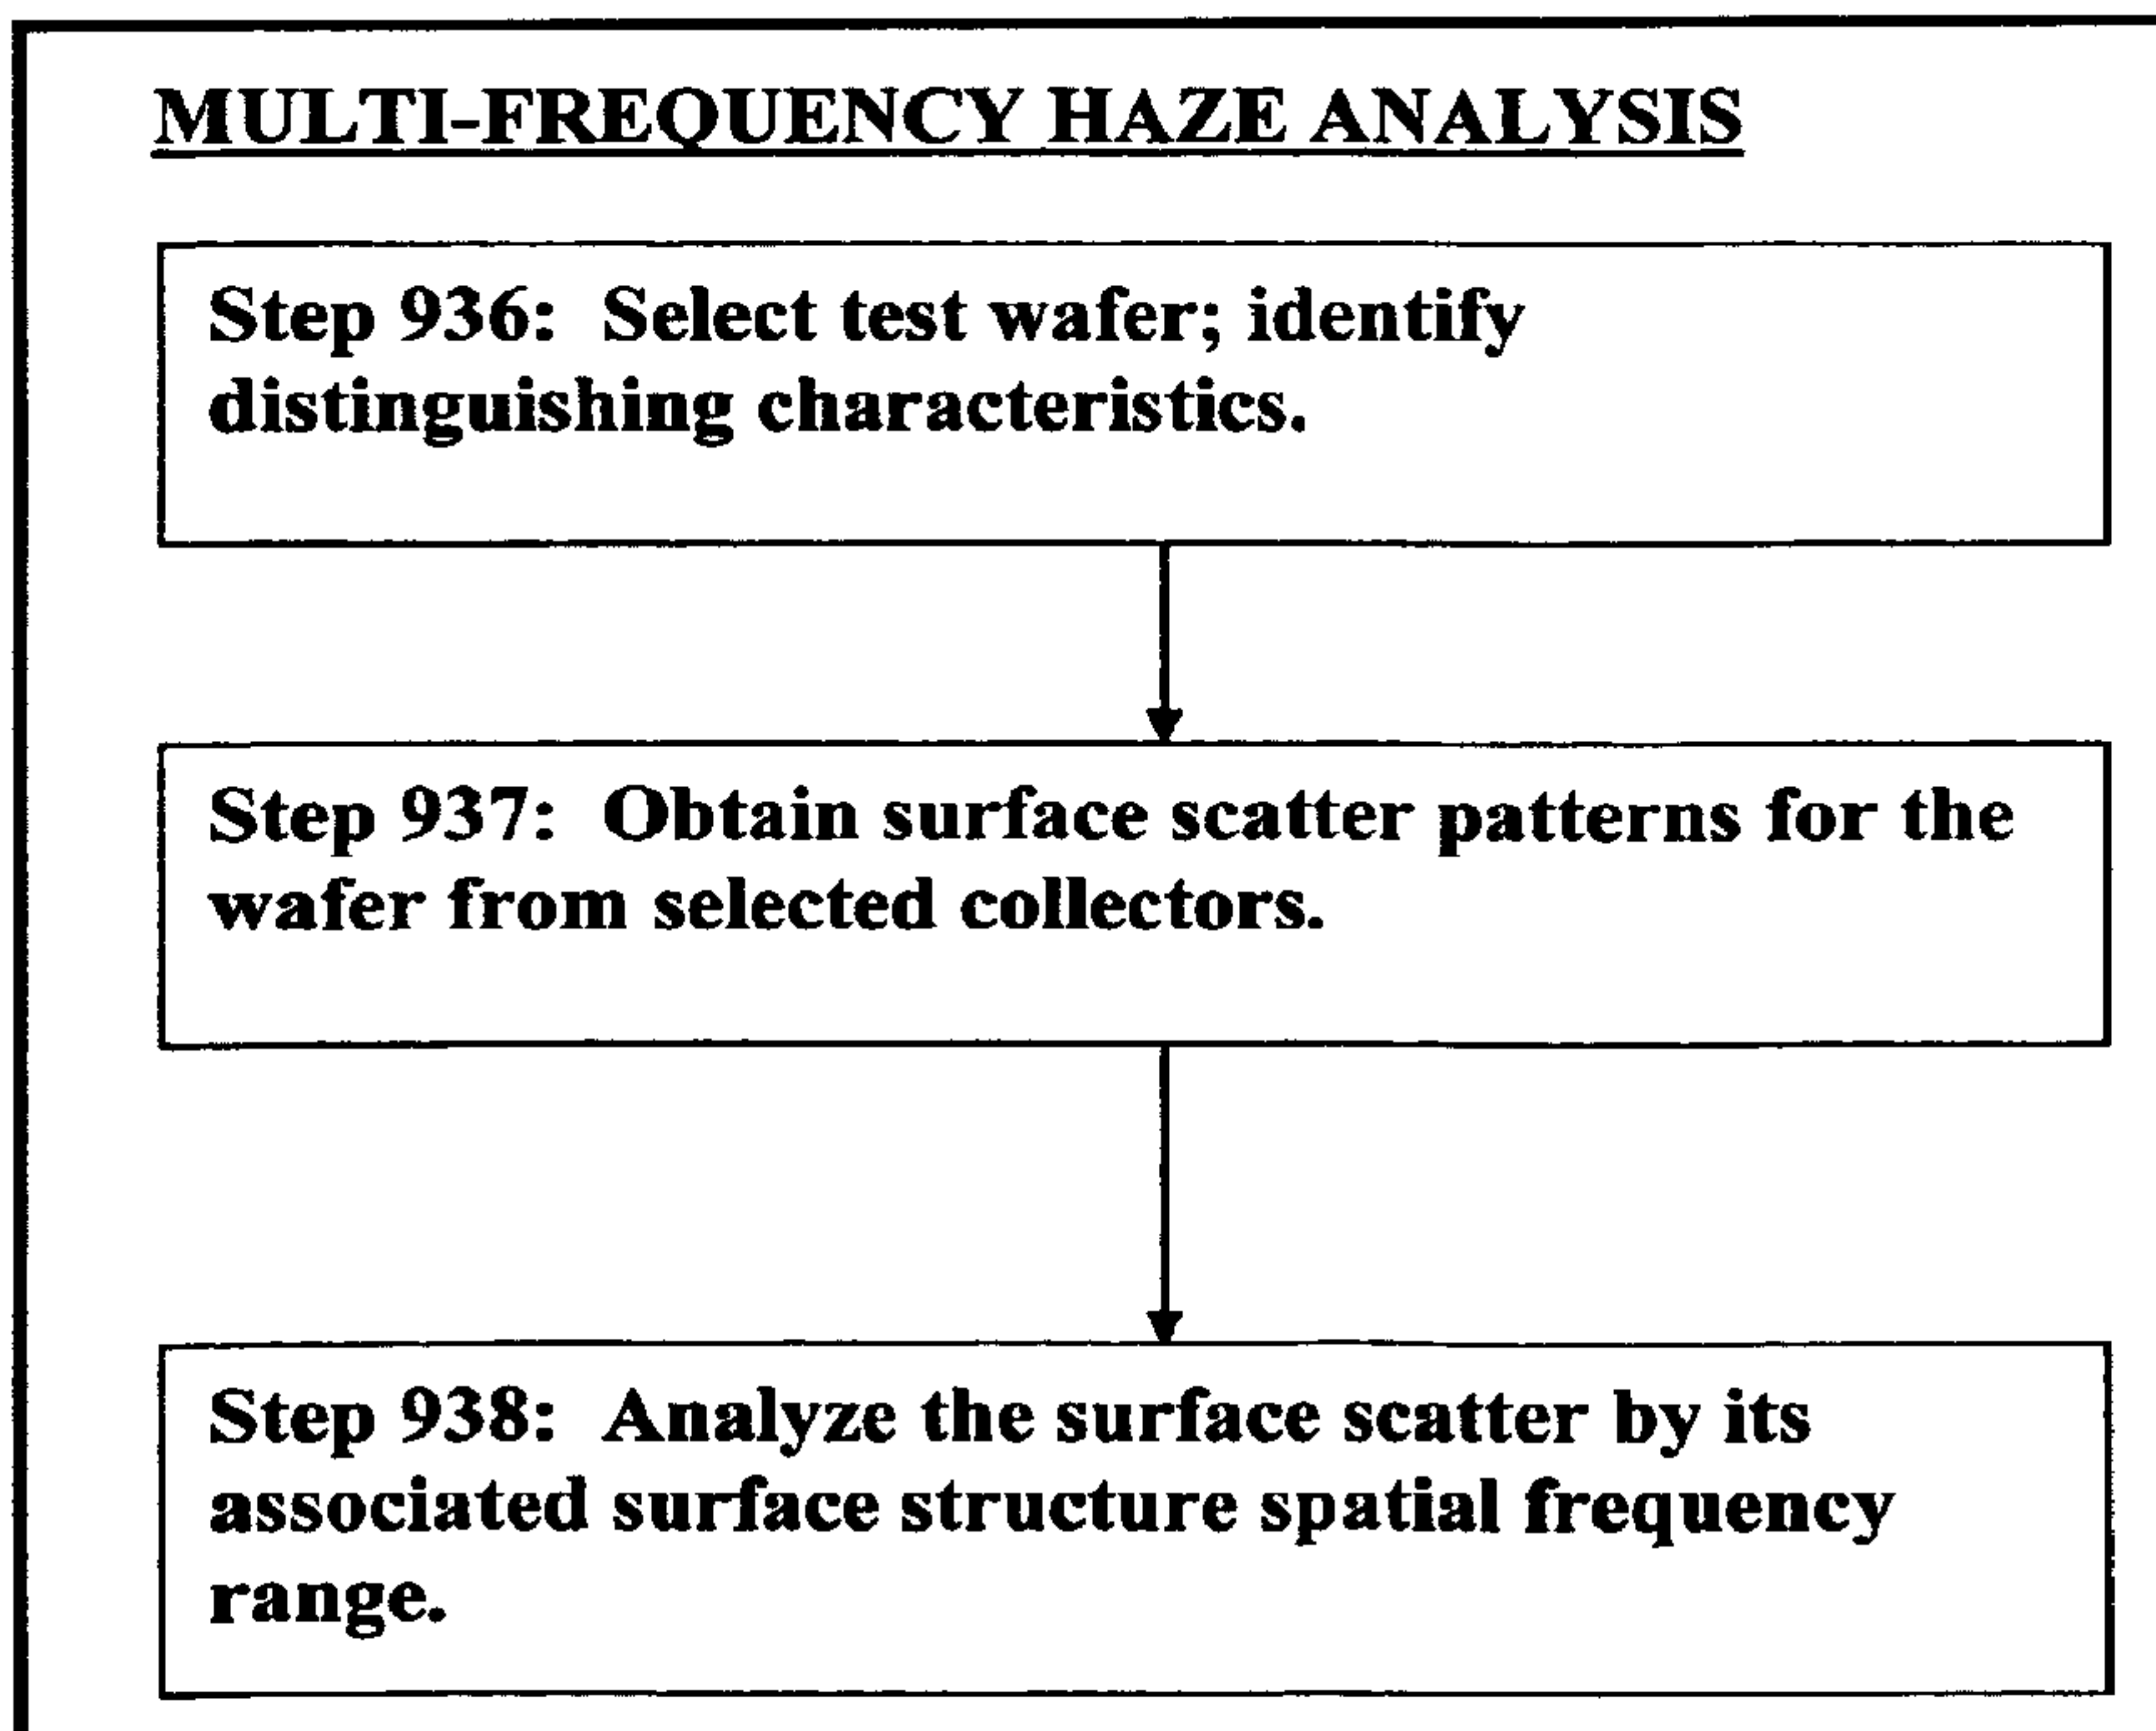 MULTI-FREQUENCY HAZE ANALYSIS
Step 936: Select test wafer; identify
distinguishing characteristics.
Step 937: Obtain surface scatter patterns for the
wafer from selected collectors.
Step 938: Analyze the surface scatter by its
associated surface structure spatial frequency
range.